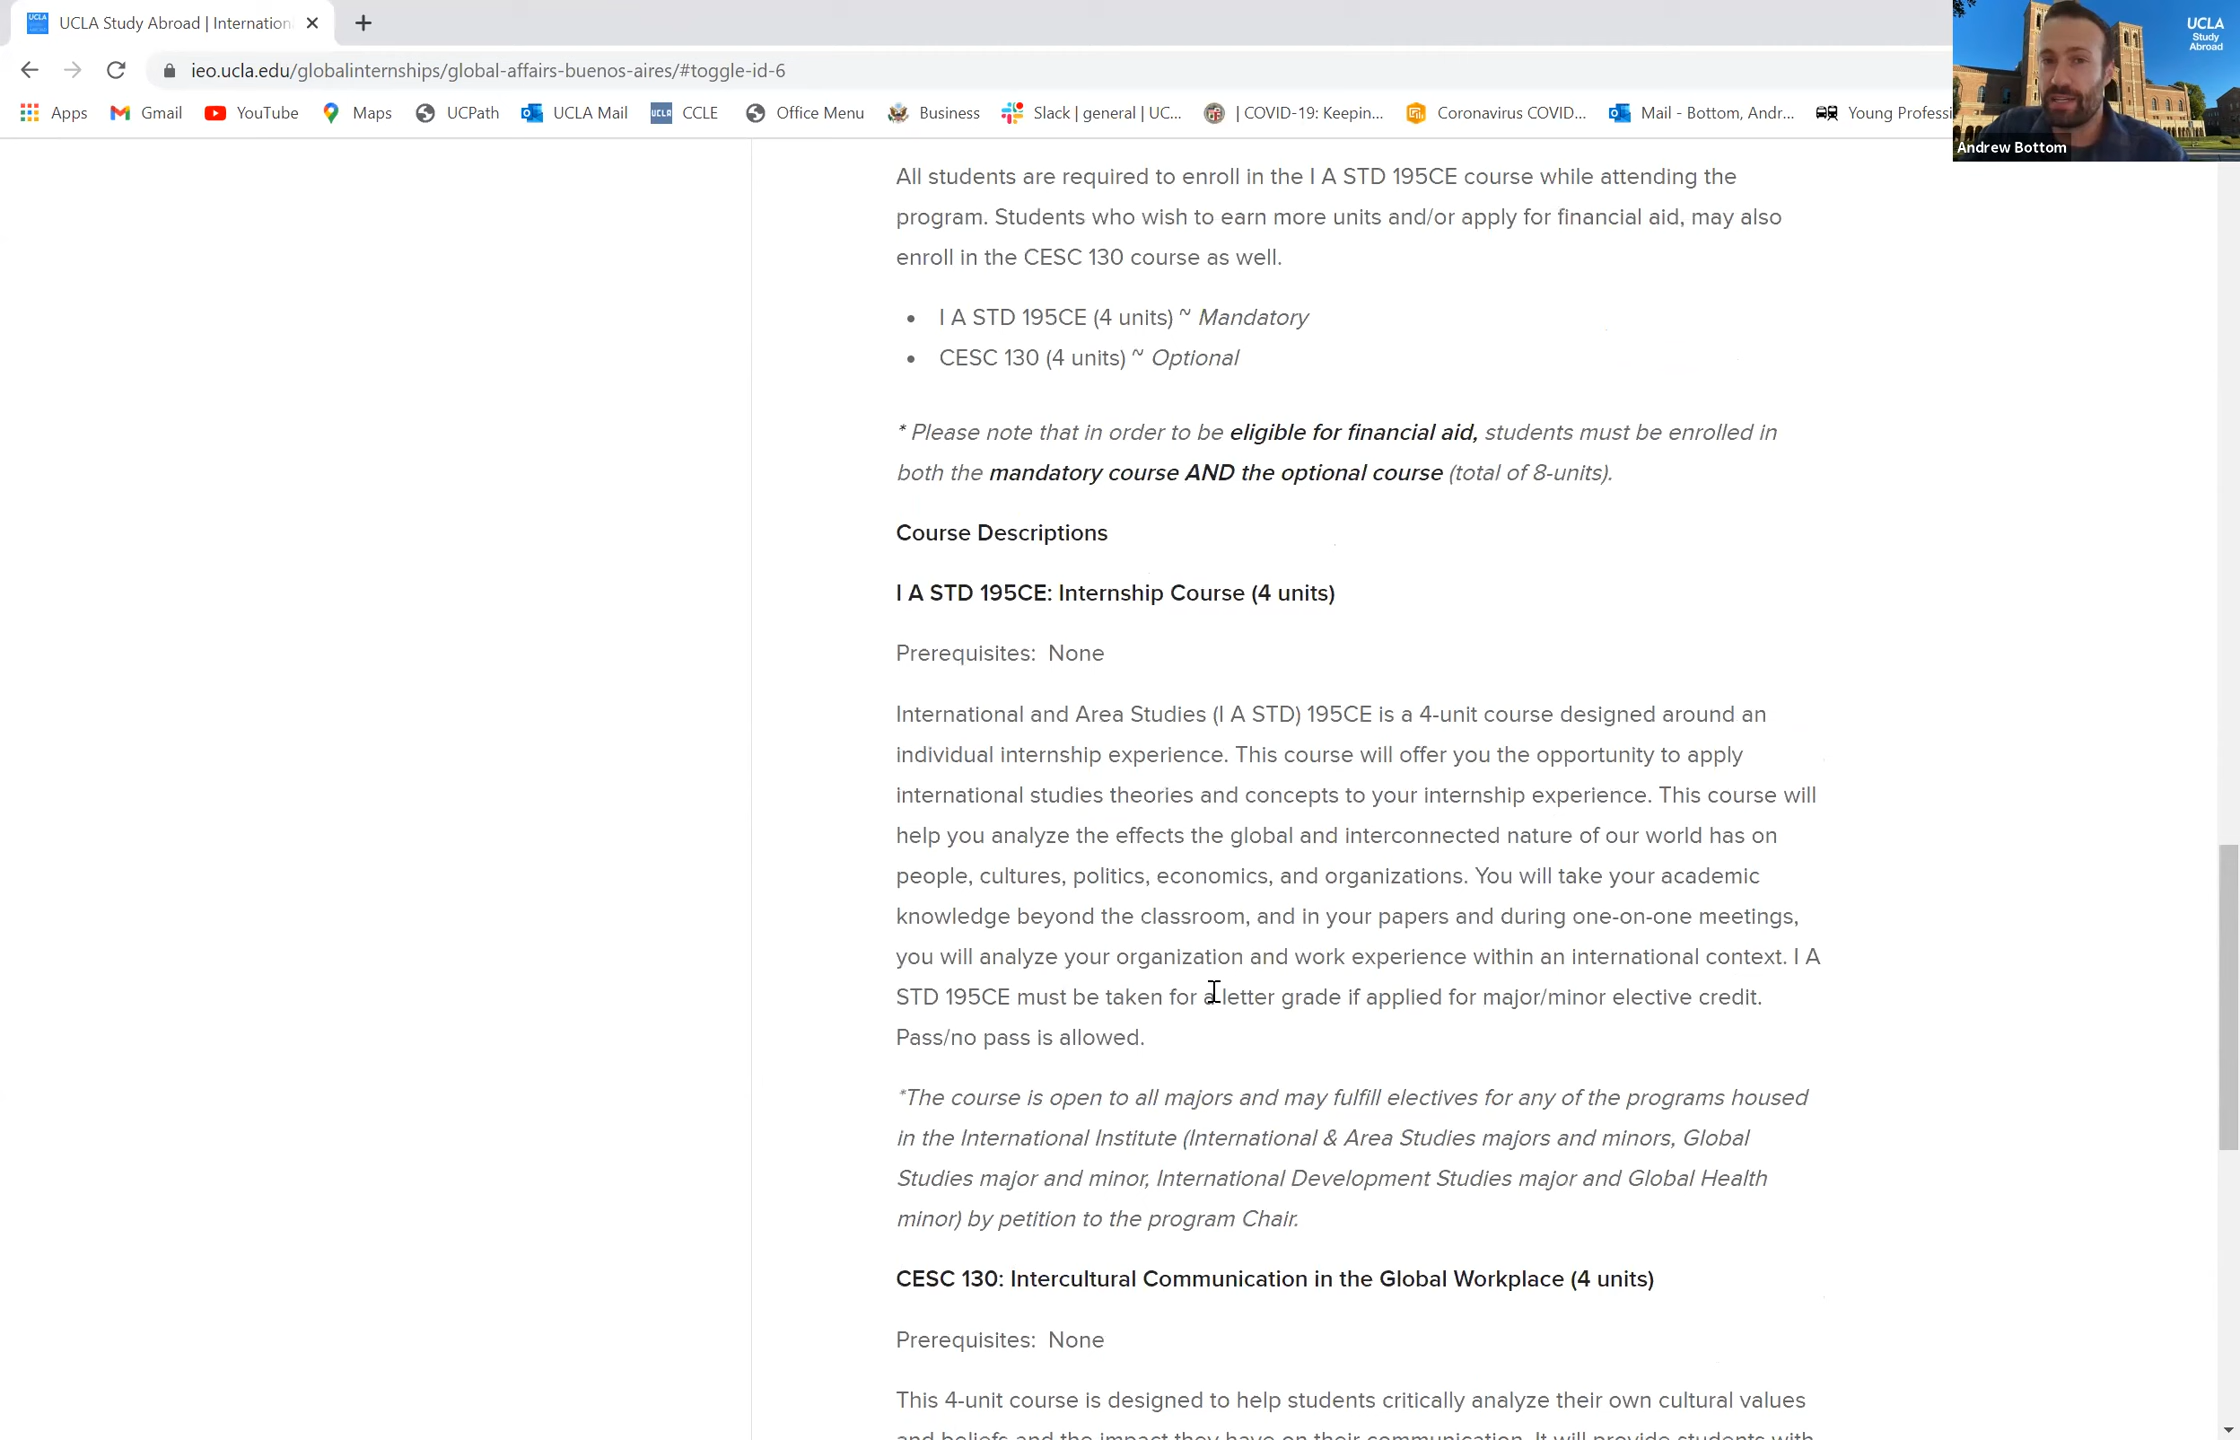 UCLA Study Abroad | Internation
ieo.ucla.edu/globalinternships/global-affairs-buenos-aires/#toggle-id-6
Apps Gmail YouTube Maps UCPath UCLA Mail UCLA CCLE Office Menu Business Slack | general | UC... | COVID-19: Keepin... Coronavirus COVID... Mail - Bottom, Andr... Young Professi
UCLA
Study
Abroad
Andrew Bottom
All students are required to enroll in the I A STD 195CE course while attending the
program. Students who wish to earn more units and/or apply for financial aid, may also
enroll in the CESC 130 course as well.
• I A STD 195CE (4 units) ~ Mandatory
• CESC 130 (4 units) ~ Optional
* Please note that in order to be eligible for financial aid, students must be enrolled in
both the mandatory course AND the optional course (total of 8-units).
Course Descriptions
I A STD 195CE: Internship Course (4 units)
Prerequisites: None
International and Area Studies (I A STD) 195CE is a 4-unit course designed around an
individual internship experience. This course will offer you the opportunity to apply
international studies theories and concepts to your internship experience. This course will
help you analyze the effects the global and interconnected nature of our world has on
people, cultures, politics, economics, and organizations. You will take your academic
knowledge beyond the classroom, and in your papers and during one-on-one meetings,
you will analyze your organization and work experience within an international context. I A
STD 195CE must be taken for a letter grade if applied for major/minor elective credit.
Pass/no pass is allowed.
*The course is open to all majors and may fulfill electives for any of the programs housed
in the International Institute (International & Area Studies majors and minors, Global
Studies major and minor, International Development Studies major and Global Health
minor) by petition to the program Chair.
CESC 130: Intercultural Communication in the Global Workplace (4 units)
Prerequisites: None
This 4-unit course is designed to help students critically analyze their own cultural values
and beliefs and the impact they have on their communication. It will provide students with